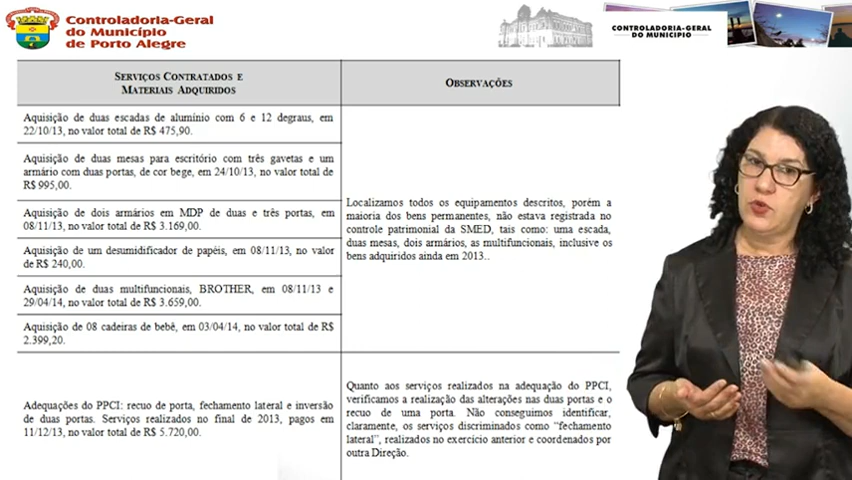 Controladoria-Geral
do Município
de Porto Alegre
CONTROLADORIA-GERAL
DO MUNICÍPIO
SERVIÇOS CONTRATADOS E
MATERIAIS ADQUIRIDOS
OBSERVAÇÕES
Aquisição de duas escadas de alumínio com 6 e 12 degraus, em
22/10/13, no valor total de R$ 475,90.
Aquisição de duas mesas para escritório com três gavetas e um
armário com duas portas, de cor bege, em 24/10/13, no valor total de
R$ 995,00.
Aquisição de dois armários em MDP de duas e três portas, em
08/11/13, no valor total de R$ 3.169,00.
Aquisição de um desumidificador de papéis, em 08/11/13, no valor
de R$ 240,00.
Aquisição de duas multifuncionais, BROTHER, em 08/11/13 e
29/04/14, no valor total de R$ 3.659,00.
Aquisição de 08 cadeiras de bebê, em 03/04/14, no valor total de R$
2.399,20.
Localizamos todos os equipamentos descritos, porém a
maioria dos bens permanentes, não estava registrada no
controle patrimonial da SMED, tais como: uma escada,
duas mesas, dois armários, as multifuncionais, inclusive os
bens adquiridos ainda em 2013..
Adequações do PPCI: recuo de porta, fechamento lateral e inversão
de duas portas. Serviços realizados no final de 2013, pagos em
11/12/13, no valor total de R$ 5.720,00.
Quanto aos serviços realizados na adequação do PPCI,
verificamos a realização das alterações nas duas portas e o
recuo de uma porta. Não conseguimos identificar,
claramente, os serviços discriminados como "fechamento
lateral", realizados no exercício anterior e coordenados por
outra Direção.